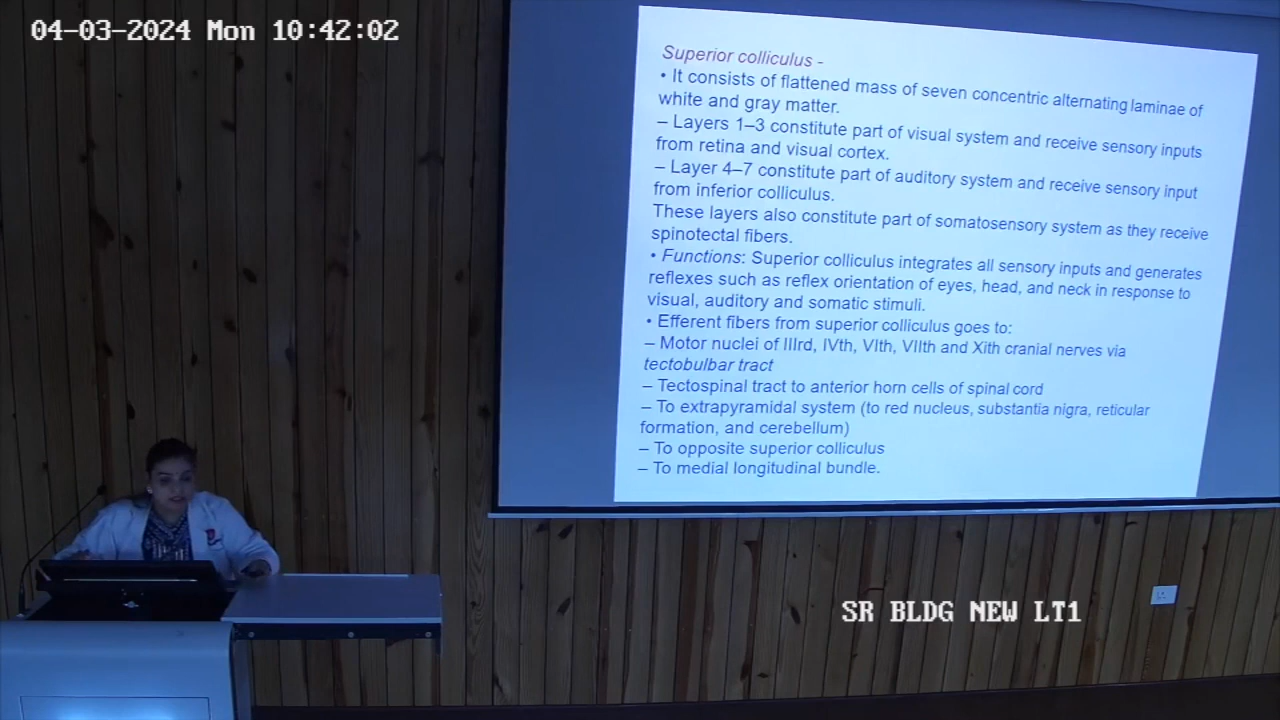 04-03-2024 Mon 10:42:02
Superior colliculus -
• It consists of flattened mass of seven concentric alternating laminae of
white and gray matter.
– Layers 1–3 constitute part of visual system and receive sensory inputs
from retina and visual cortex.
– Layer 4–7 constitute part of auditory system and receive sensory input
from inferior colliculus.
These layers also constitute part of somatosensory system as they receive
spinotectal fibers.
• Functions: Superior colliculus integrates all sensory inputs and generates
reflexes such as reflex orientation of eyes, head, and neck in response to
visual, auditory and somatic stimuli.
• Efferent fibers from superior colliculus goes to:
– Motor nuclei of IIIrd, IVth, VIth, VIIth and Xith cranial nerves via
tectobulbar tract
– Tectospinal tract to anterior horn cells of spinal cord
– To extrapyramidal system (to red nucleus, substantia nigra, reticular
formation, and cerebellum)
– To opposite superior colliculus
– To medial longitudinal bundle.
SR BLDG NEW LT1